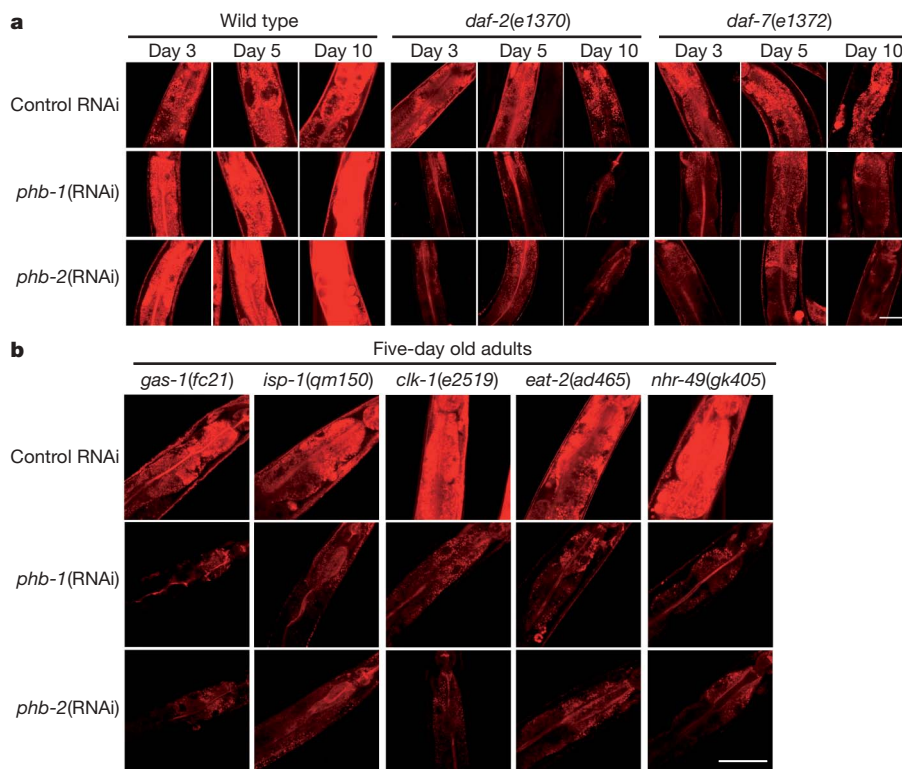 a
Wild type daf-2(e1370) daf-7(e1372)
Day 3 Day 5 Day 10 Day 3 Day 5 Day 10 Day 3 Day 5 Day 10
Control RNAi
phb-1(RNAi)
phb-2(RNAi)
b
Five-day old adults
gas-1(fc21) isp-1(qm150) clk-1(e2519) eat-2(ad465) nhr-49(gk405)
Control RNAi
phb-1(RNAi)
phb-2(RNAi)